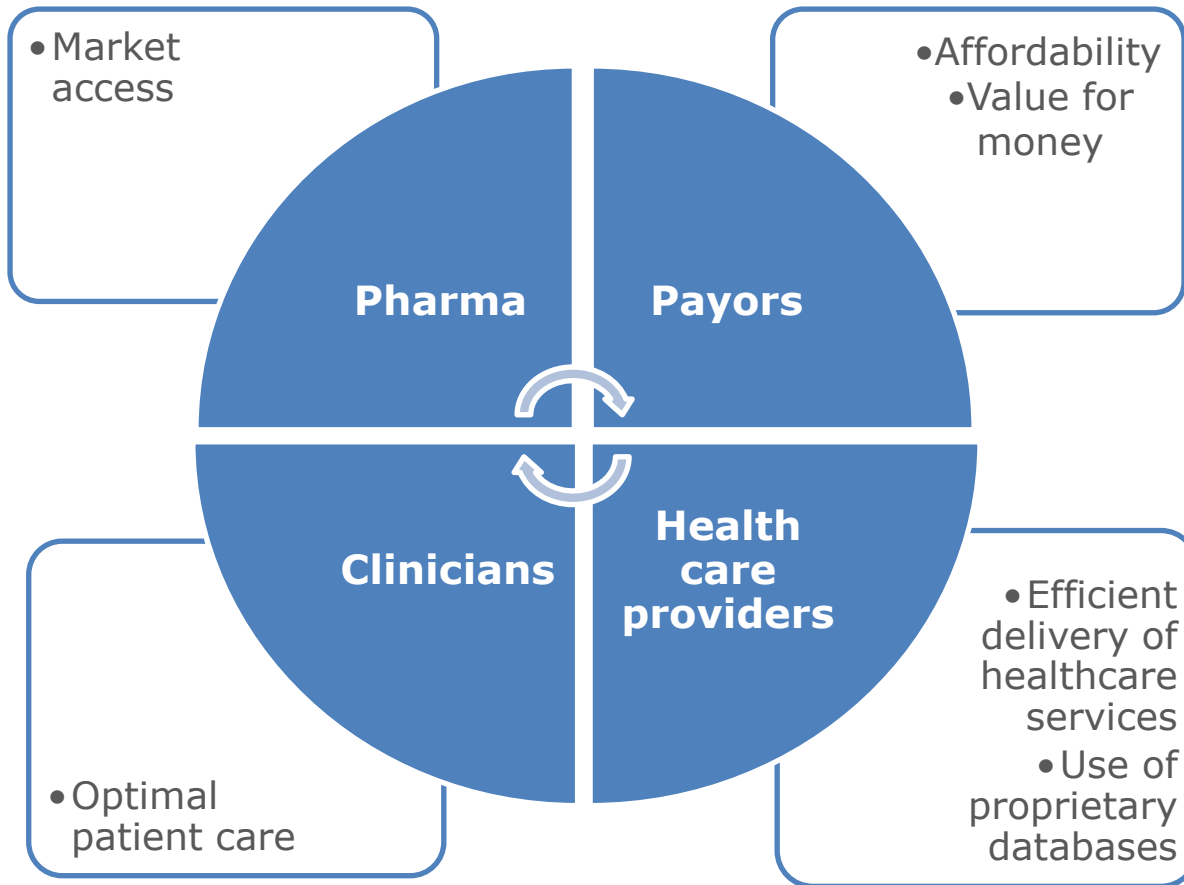 •Market
access
•Affordability
•Value for
money
Pharma
Payors
Clinicians
Health
care
providers
•Optimal
patient care
•Efficient
delivery of
healthcare
services
•Use of
proprietary
databases